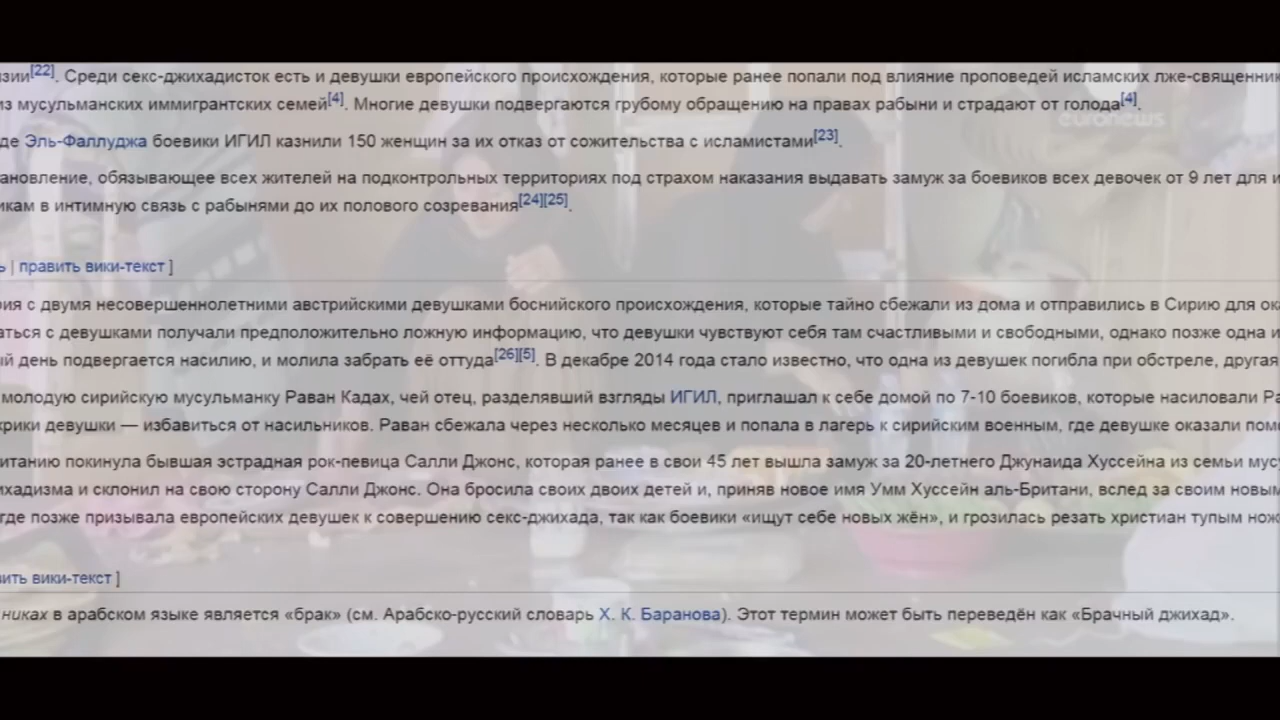 зии[22]. Среди секс-джихадисток есть и девушки европейского происхождения, которые ранее попали под влияние проповедей исламских лже-священник
из мусульманских иммигрантских семей[4]. Многие девушки подвергаются грубому обращению на правах рабыни и страдают от голода[4].
euronews
де Эль-Фаллуджа боевики ИГИЛ казнили 150 женщин за их отказ от сожительства с исламистами[23].
ановление, обязывающее всех жителей на подконтрольных территориях под страхом наказания выдавать замуж за боевиков всех девочек от 9 лет для и
икам в интимную связь с рабынями до их полового созревания[24][25].
ь | править вики-текст ]
рия с двумя несовершеннолетними австрийскими девушками боснийского происхождения, которые тайно сбежали из дома и отправились в Сирию для ока
аться с девушками получали предположительно ложную информацию, что девушки чувствуют себя там счастливыми и свободными, однако позже одна и
ый день подвергается насилию, и молила забрать её оттуда[26][5]. В декабре 2014 года стало известно, что одна из девушек погибла при обстреле, другая
молодую сирийскую мусульманку Раван Кадах, чей отец, разделявший взгляды ИГИЛ, приглашал к себе домой по 7-10 боевиков, которые насиловали Ра
крики девушки — избавиться от насильников. Раван сбежала через несколько месяцев и попала в лагерь к сирийским военным, где девушке оказали пом
итанию покинула бывшая эстрадная рок-певица Салли Джонс, которая ранее в свои 45 лет вышла замуж за 20-летнего Джунаида Хуссейна из семьи мус
ихадизма и склонил на свою сторону Салли Джонс. Она бросила своих двоих детей и, приняв новое имя Умм Хуссейн аль-Британи, вслед за своим новым
где позже призывала европейских девушек к совершению секс-джихада, так как боевики «ищут себе новых жён», и грозилась резать христиан тупым нож
вить вики-текст ]
никах в арабском языке является «брак» (см. Арабско-русский словарь Х. К. Баранова). Этот термин может быть переведён как «Брачный джихад».